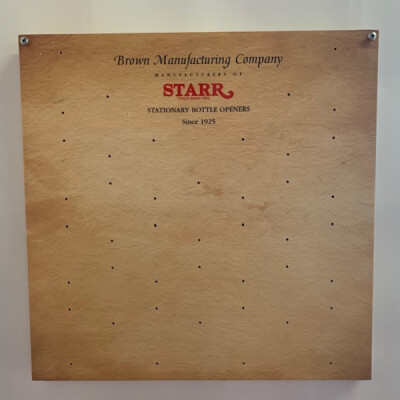 Brown Manufacturing Company
MANUFACTURERS OF
STARR
STATIONARY BOTTLE OPENERS
Since 1925